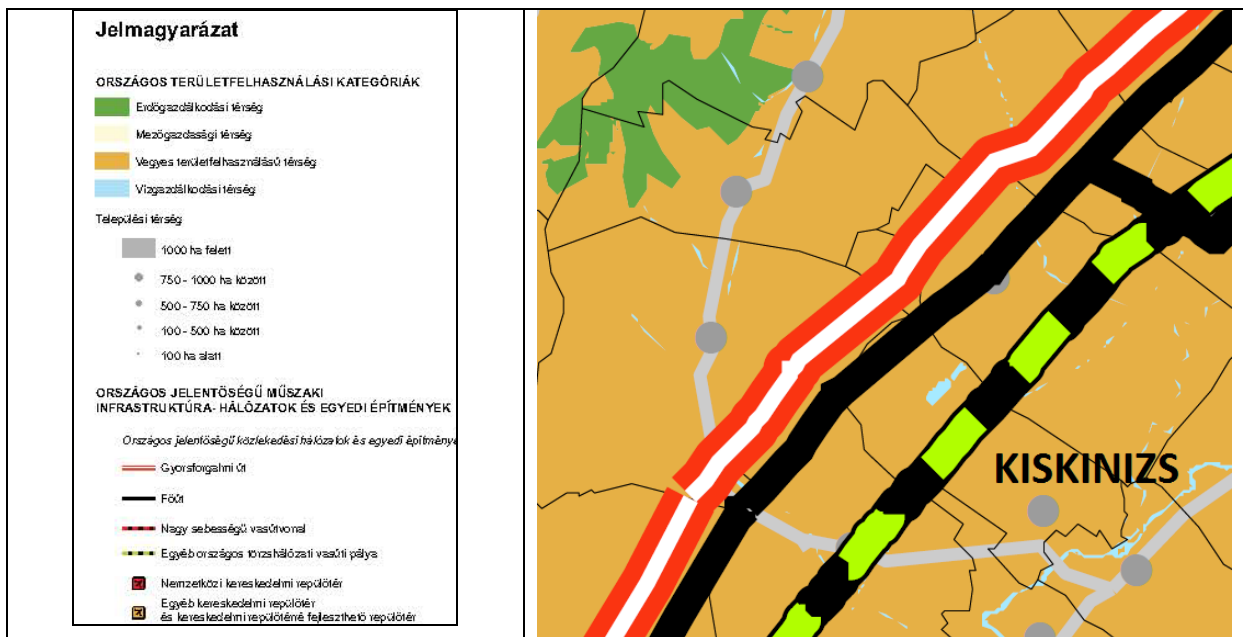 Jelmagyarázat
ORSZÁGOS TERÜLETFELHASZNÁLÁSI KATEGÓRIÁK
Erdőgazdálkodási térség
Mezőgazdasági térség
Vegyes területfelhasználású térség
Vízgazdálkodási térség
Települési térség
1000 ha felett
750 - 1000 ha között
500 - 750 ha között
100 - 500 ha között
100 ha alatt
ORSZÁGOS JELENTŐSÉGŰ MŰSZAKI
INFRASTRUKTÚRA- HÁLÓZATOK ÉS EGYEDI ÉPÍTMÉNYEK
Országos jelentőségű közlekedési hálózatok és egyedi építménye
Gyorsforgalmi út
Főút
Nagy sebességű vasútvonal
Egyéb országos törzshálózati vasúti pálya
Nemzetközi kereskedelmi repülőtér
Egyéb kereskedelmi repülőtér
és kereskedelmi repülőtérré fejleszthető repülőtér
KISKINIZS